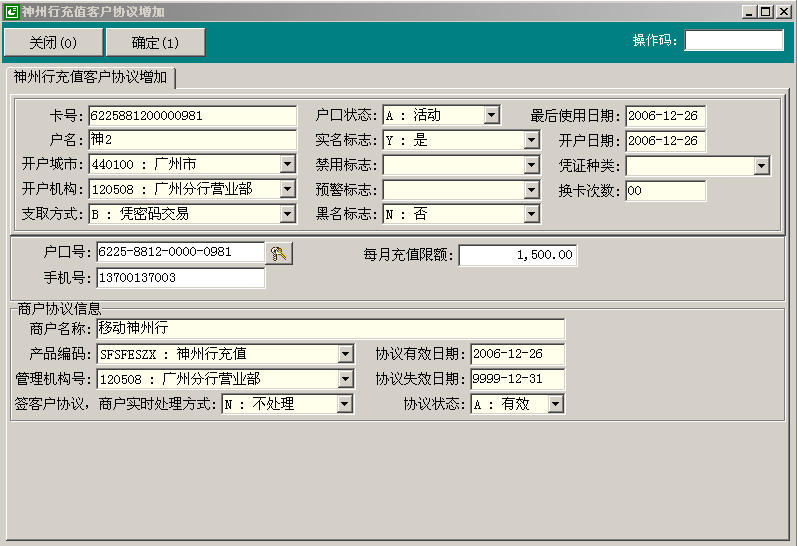 神州行充值客户协议增加
关闭(0) 确定(1) 操作码:
神州行充值客户协议增加
卡号: 6225881200000981 户口状态: A : 活动 最后使用日期: 2006-12-26
户名: 神2 实名标志: Y : 是 开户日期: 2006-12-26
开户城市: 440100 : 广州市 禁用标志: 凭证种类:
开户机构: 120508 : 广州分行营业部 预警标志: 换卡次数: 00
支取方式: B : 凭密码交易 黑名标志: N : 否
户口号: 6225-8812-0000-0981 每月充值限额: 1,500.00
手机号: 13700137003
商户协议信息
商户名称: 移动神州行
产品编码: SFSFESZX : 神州行充值 协议有效日期: 2006-12-26
管理机构号: 120508 : 广州分行营业部 协议失效日期: 9999-12-31
签客户协议, 商户实时处理方式: N : 不处理 协议状态: A : 有效